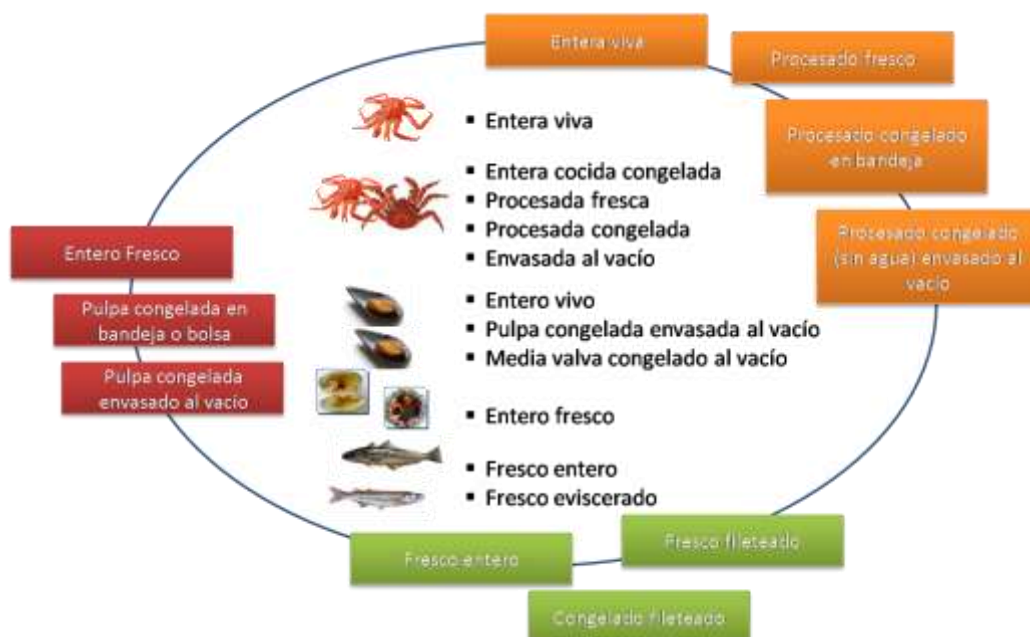 Entera viva
Procesado fresco
Procesado congelado
en bandeja
Procesado congelado
(sin agua) envasado al
vacío
▪ Entera viva
▪ Entera cocida congelada
▪ Procesada fresca
▪ Procesada congelada
▪ Envasada al vacío
▪ Entero vivo
▪ Pulpa congelada envasada al vacío
▪ Media valva congelado al vacío
▪ Entero fresco
▪ Fresco entero
▪ Fresco eviscerado
Entero Fresco
Pulpa congelada en
bandeja o bolsa
Pulpa congelada
envasado al vacío
Fresco fileteado
Fresco entero
Congelado fileteado